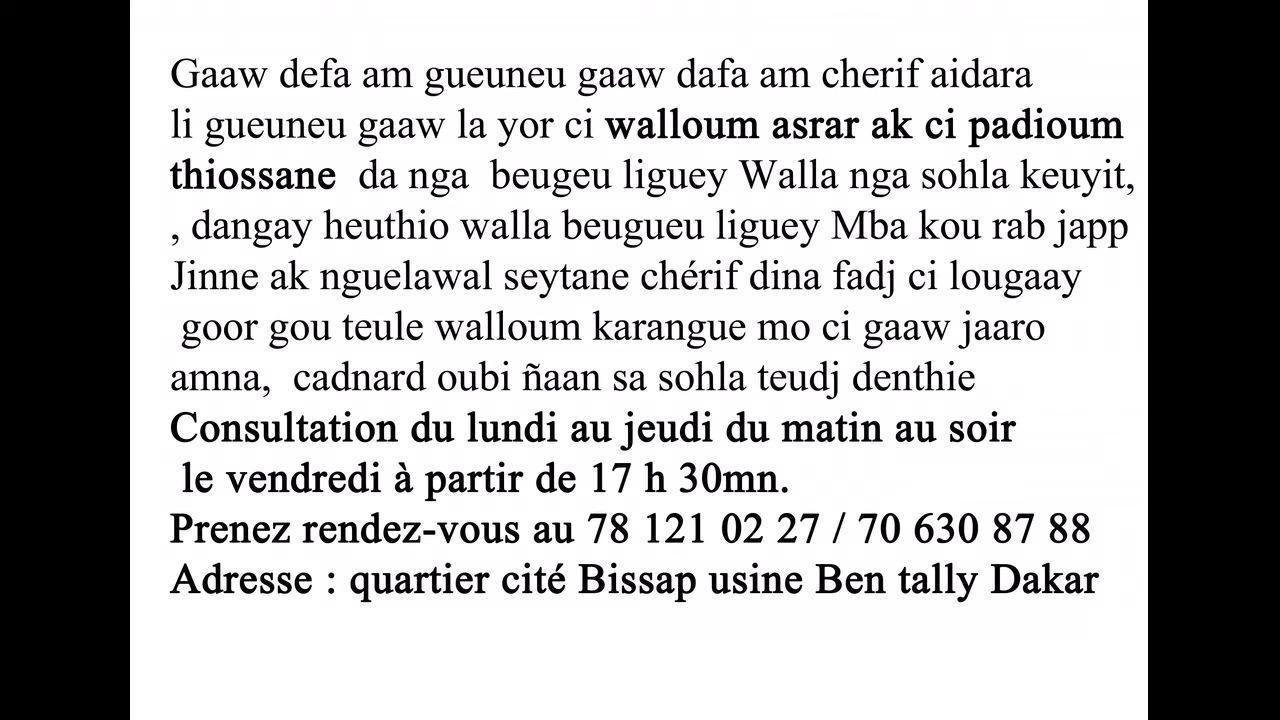 Gaaw defa am gueuneu gaaw dafa am cherif aidara
li gueuneu gaaw la yor ci walloum asrar ak ci padioum
thiossane da nga beugeu liguey Walla nga sohla keuyit,
, dangay heuthio walla beugueu liguey Mba kou rab japp
Jinne ak nguelawal seytane chérif dina fadj ci lougaay
goor gou teule walloum karangue mo ci gaaw jaaro
amna, cadnard oubi ñaan sa sohla teudj denthie
Consultation du lundi au jeudi du matin au soir
le vendredi à partir de 17 h 30mn.
Prenez rendez-vous au 78 121 02 27 / 70 630 87 88
Adresse : quartier cité Bissap usine Ben tally Dakar